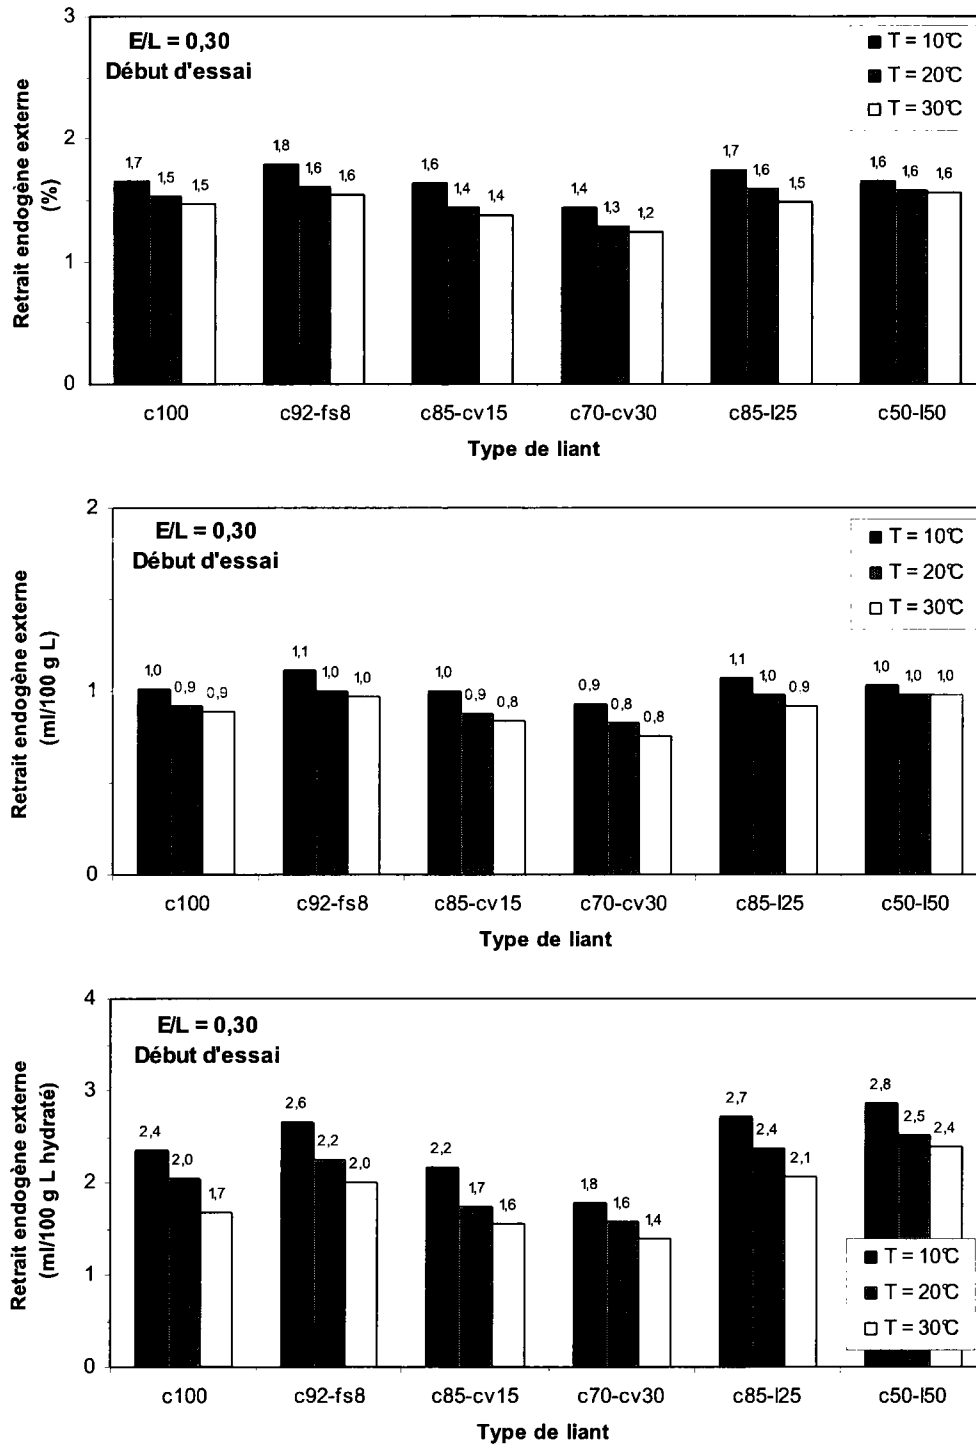 3
2
1
0
Retrait endogène externe
(%)
E/L = 0,30
Début d'essai
T = 10°C
T = 20°C
T = 30°C
1,7
1,5
1,5
1,8
1,6
1,6
1,6
1,4
1,4
1,4
1,3
1,2
1,7
1,6
1,5
1,6
1,6
1,6
c100
c92-fs8
c85-cv15
c70-cv30
c85-l25
c50-l50
Type de liant
2
1
0
Retrait endogène externe
(ml/100 g L)
E/L = 0,30
Début d'essai
T = 10°C
T = 20°C
T = 30°C
1,0
0,9
0,9
1,1
1,0
1,0
1,0
0,9
0,8
0,9
0,8
0,8
1,1
1,0
0,9
1,0
1,0
1,0
c100
c92-fs8
c85-cv15
c70-cv30
c85-l25
c50-l50
Type de liant
4
3
2
1
0
Retrait endogène externe
(ml/100 g L hydraté)
E/L = 0,30
Début d'essai
2,4
2,0
1,7
2,6
2,2
2,0
2,2
1,7
1,6
1,8
1,6
1,4
2,7
2,4
2,1
2,8
2,5
2,4
T = 10°C
T = 20°C
T = 30°C
c100
c92-fs8
c85-cv15
c70-cv30
c85-l25
c50-l50
Type de liant